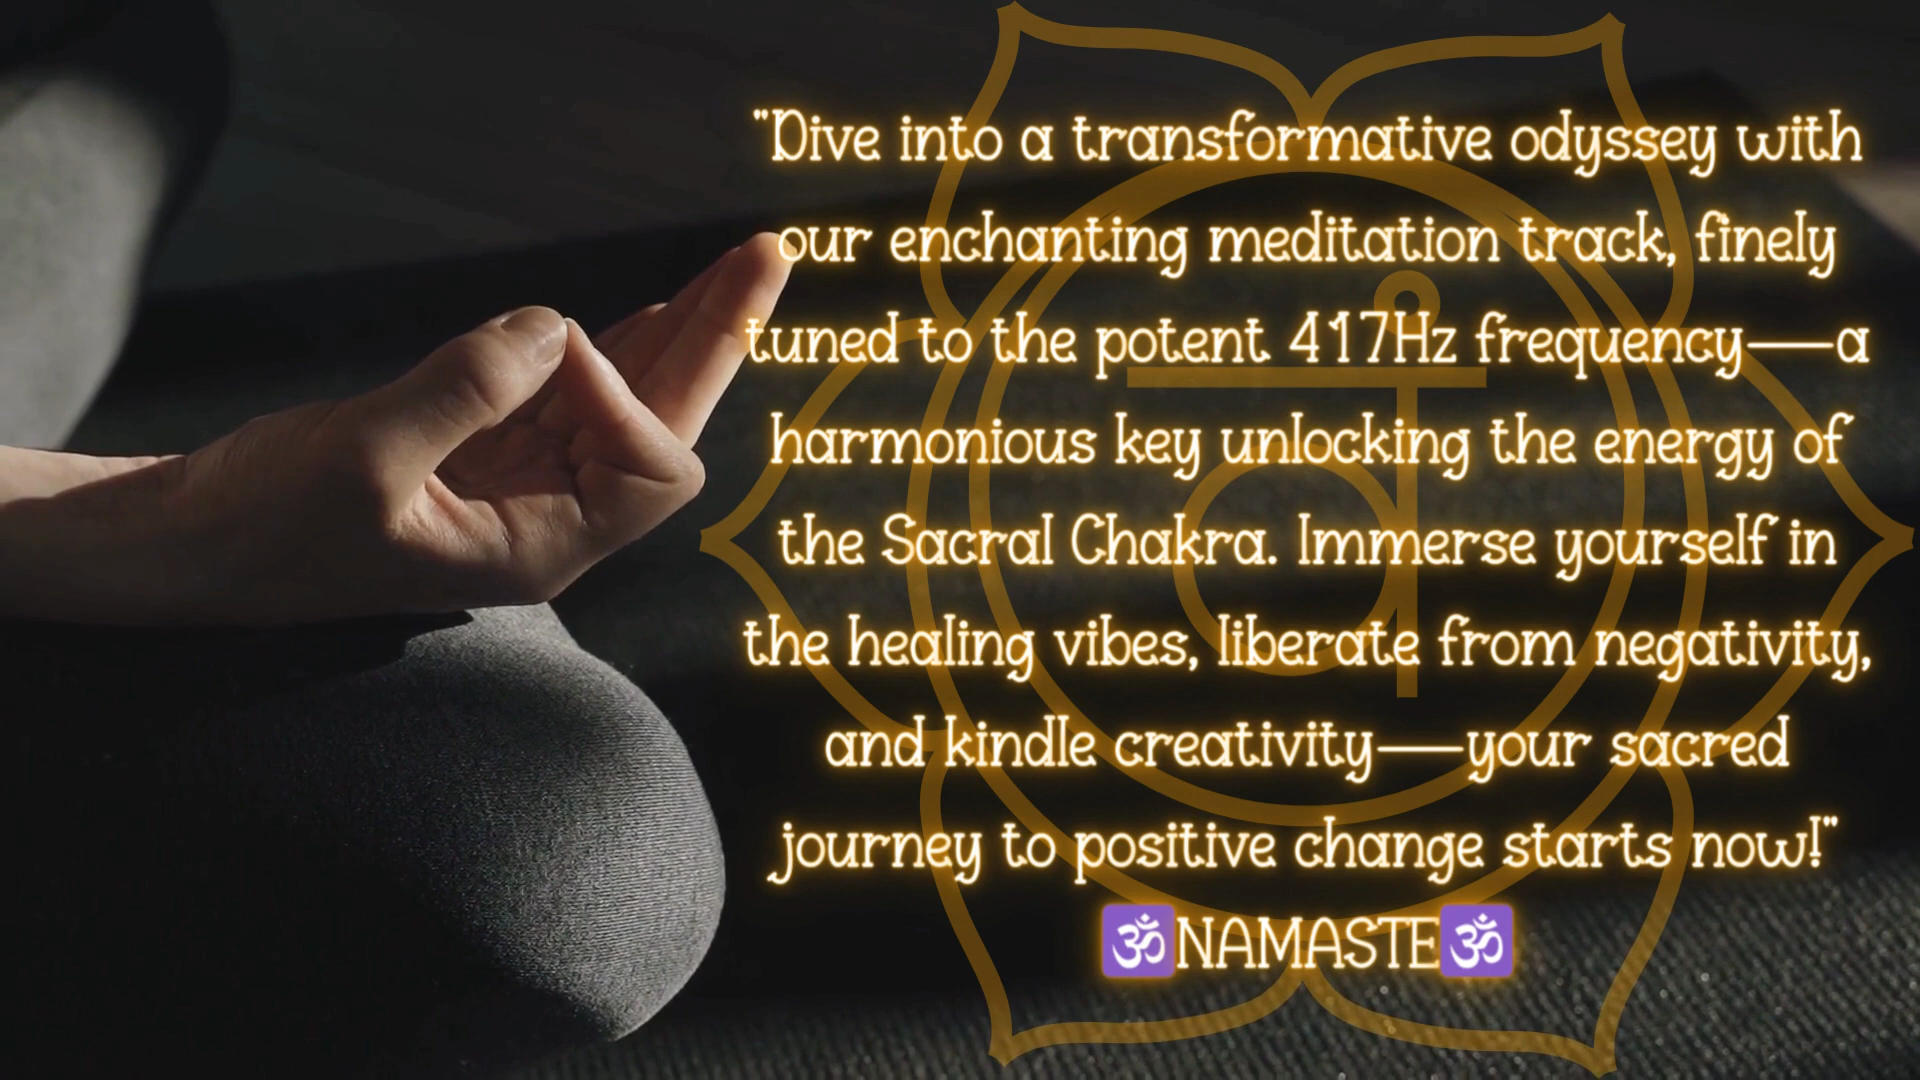 "Dive into a transformative odyssey with
our enchanting meditation track, finely
tuned to the potent 417Hz frequency—a
harmonious key unlocking the energy of
the Sacral Chakra. Immerse yourself in
the healing vibes, liberate from negativity,
and kindle creativity—your sacred
journey to positive change starts now!"
🕉NAMASTE🕉
वं